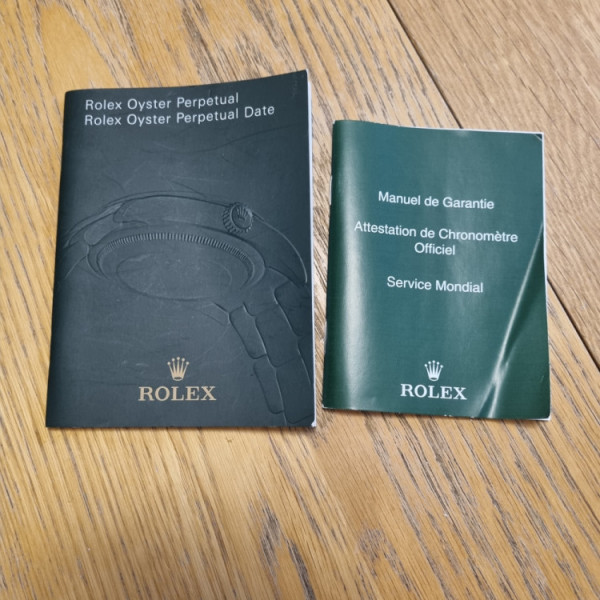 Rolex Oyster Perpetual
Rolex Oyster Perpetual Date
ROLEX
Manuel de Garantie
Attestation de Chronomètre
Officiel
Service Mondial
ROLEX